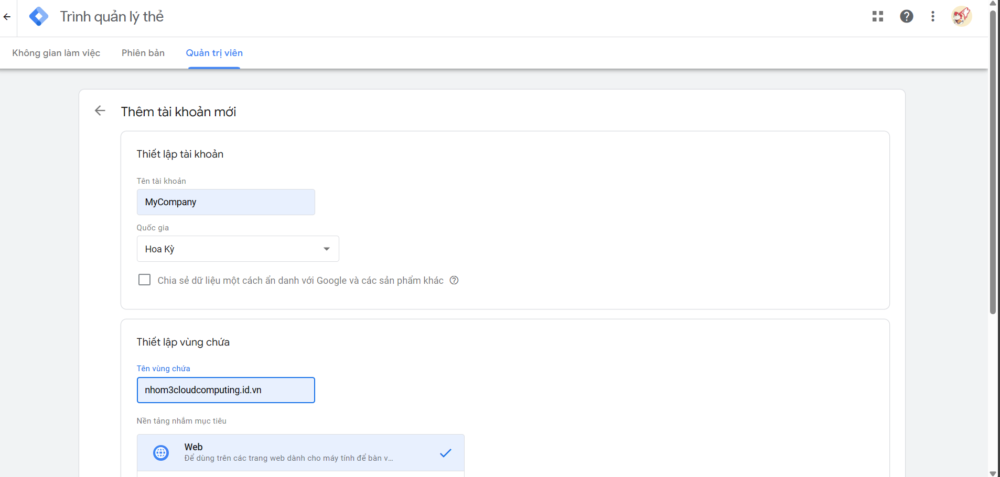 Trình quản lý thẻ
Không gian làm việc
Phiên bản
Quản trị viên
Thêm tài khoản mới
Thiết lập tài khoản
Tên tài khoản
MyCompany
Quốc gia
Hoa Kỳ
Chia sẻ dữ liệu một cách ẩn danh với Google và các sản phẩm khác
Thiết lập vùng chứa
Tên vùng chứa
nhom3cloudcomputing.id.vn
Nền tảng nhắm mục tiêu
Web
Để dùng trên các trang web dành cho máy tính để bàn v...